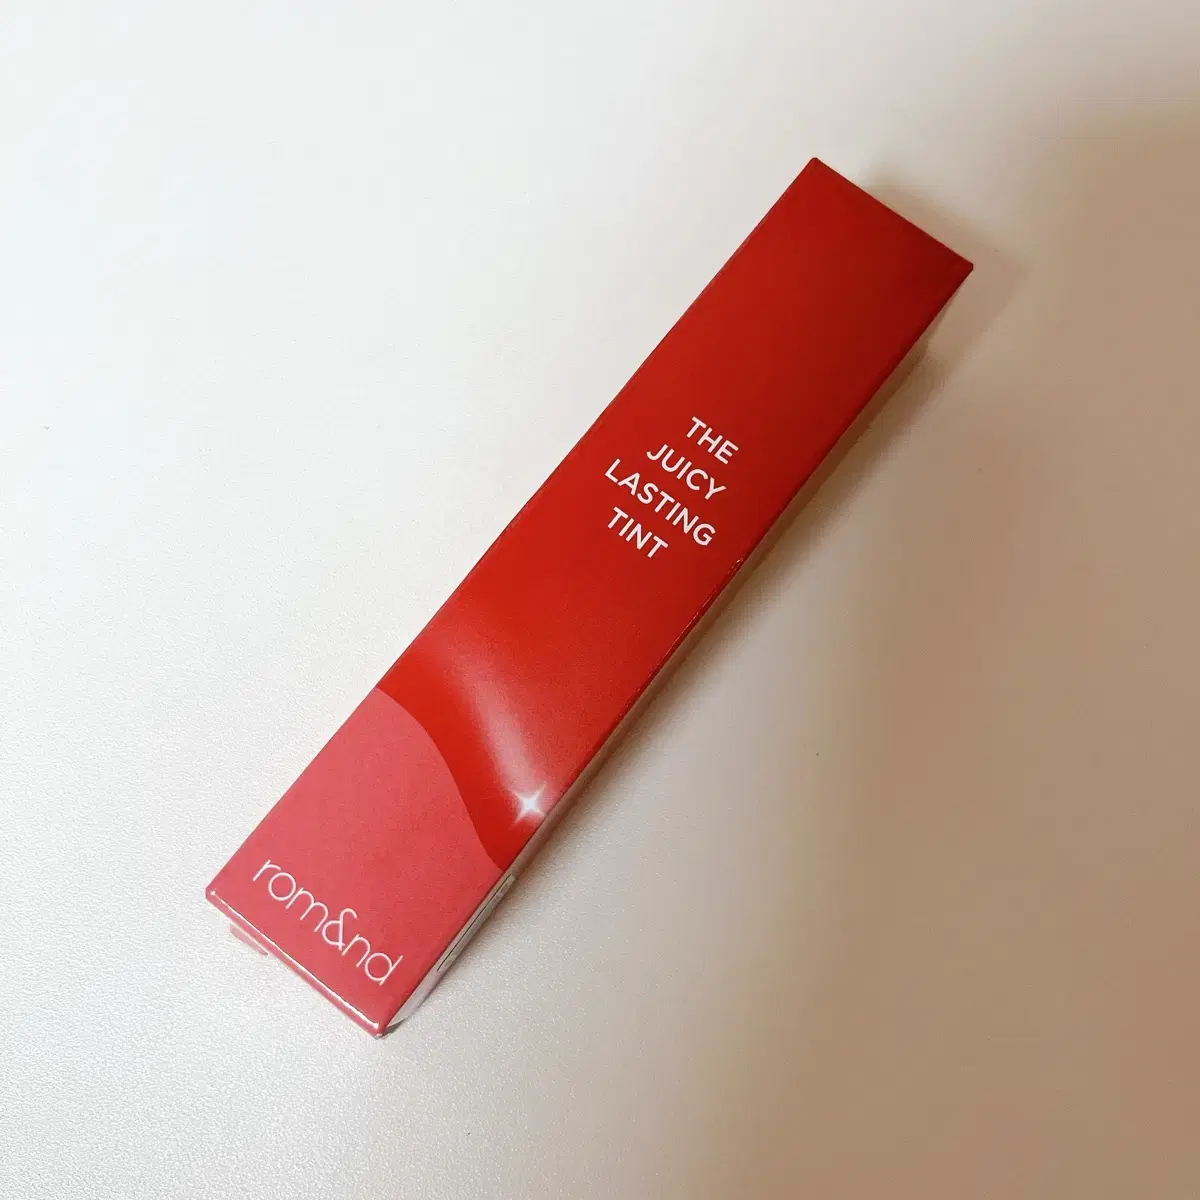 THE
JUICY
LASTING
TINT
rom&nd